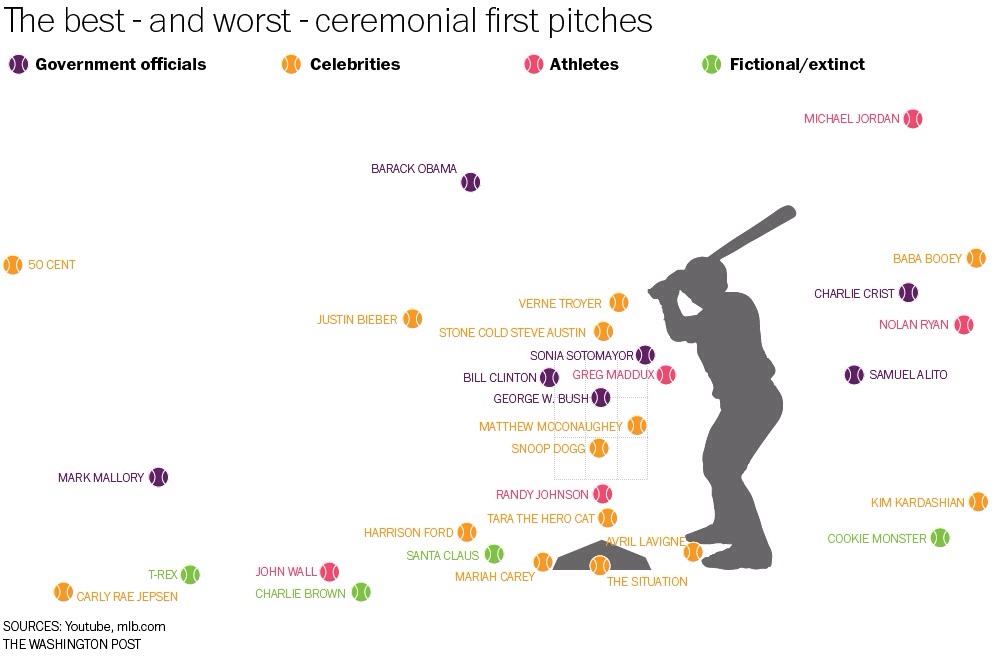 The best - and worst - ceremonial first pitches
Government officials
Celebrities
Athletes
Fictional/extinct
MICHAEL JORDAN
BARACK OBAMA
BABA BOOEY
50 CENT
CHARLIE CRIST
VERNE TROYER
JUSTIN BIEBER
NOLAN RYAN
STONE COLD STEVE AUSTIN
SONIA SOTOMAYOR
GREG MADDUX
SAMUEL ALITO
BILL CLINTON
GEORGE W. BUSH
MATTHEW MCCONAUGHEY
SNOOP DOGG
MARK MALLORY
RANDY JOHNSON
KIM KARDASHIAN
TARA THE HERO CAT
HARRISON FORD
COOKIE MONSTER
AVRIL LAVIGNE
SANTA CLAUS
JOHN WALL
T-REX
MARIAH CAREY
THE SITUATION
CHARLIE BROWN
CARLY RAE JEPSEN
SOURCES: Youtube, mlb.com
THE WASHINGTON POST